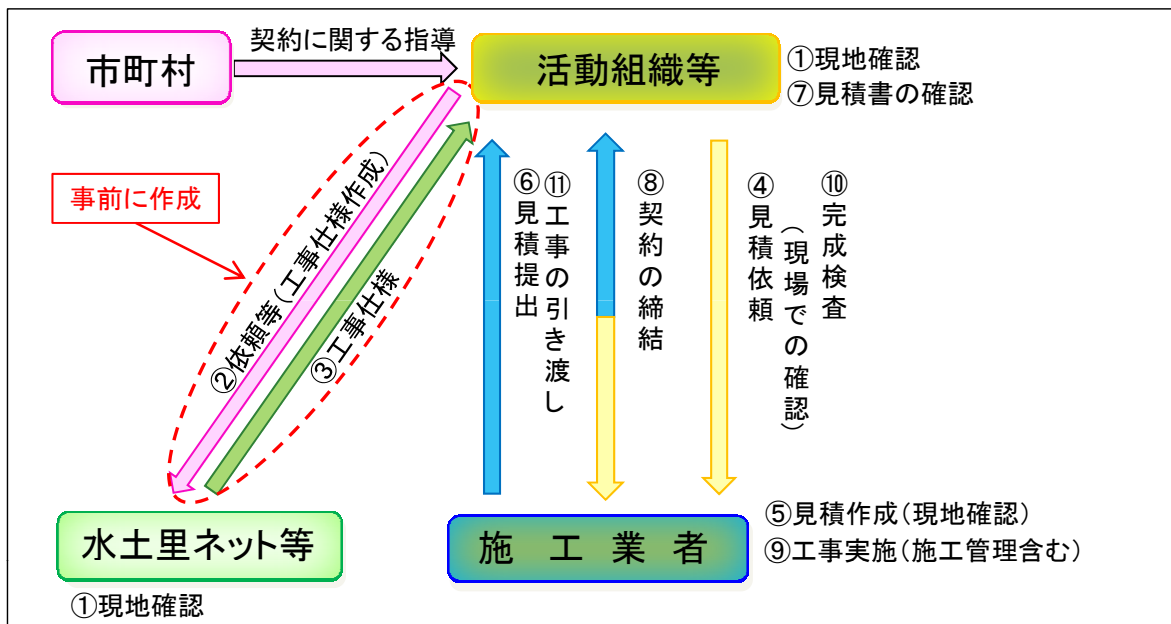 市町村
契約に関する指導
活動組織等
①現地確認
⑦見積書の確認
事前に作成
②依頼等(工事仕様作成)
③工事仕様
⑥見積提出
⑪工事の引き渡し
⑧契約の締結
④見積依頼
(現場での確認)
⑩完成検査
水土里ネット等
①現地確認
施工業者
⑤見積作成(現地確認)
⑨工事実施(施工管理含む)